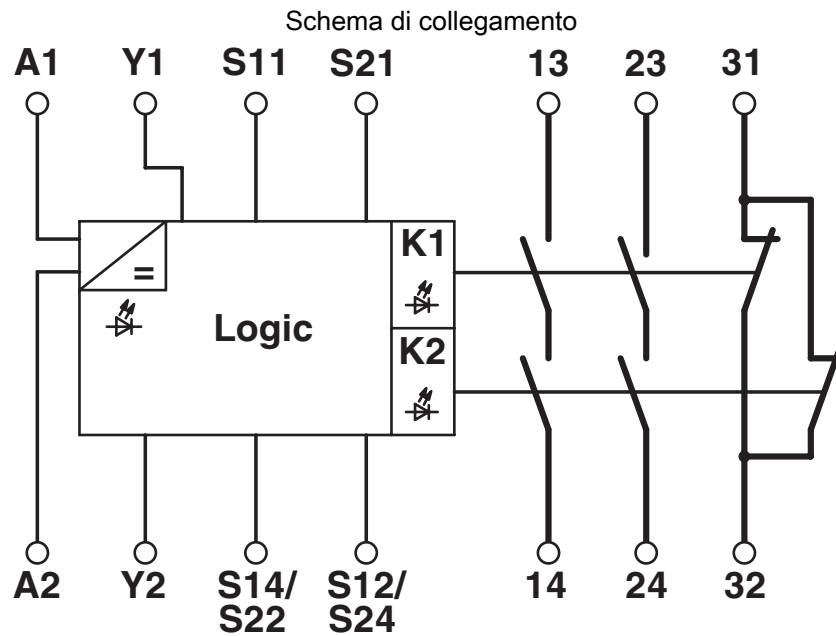 Schema di collegamento
A1 Y1 S11 S21 13 23 31
K1
=
Logic
K2
A2 Y2 S14/ S12/ 14 24 32
S22 S24